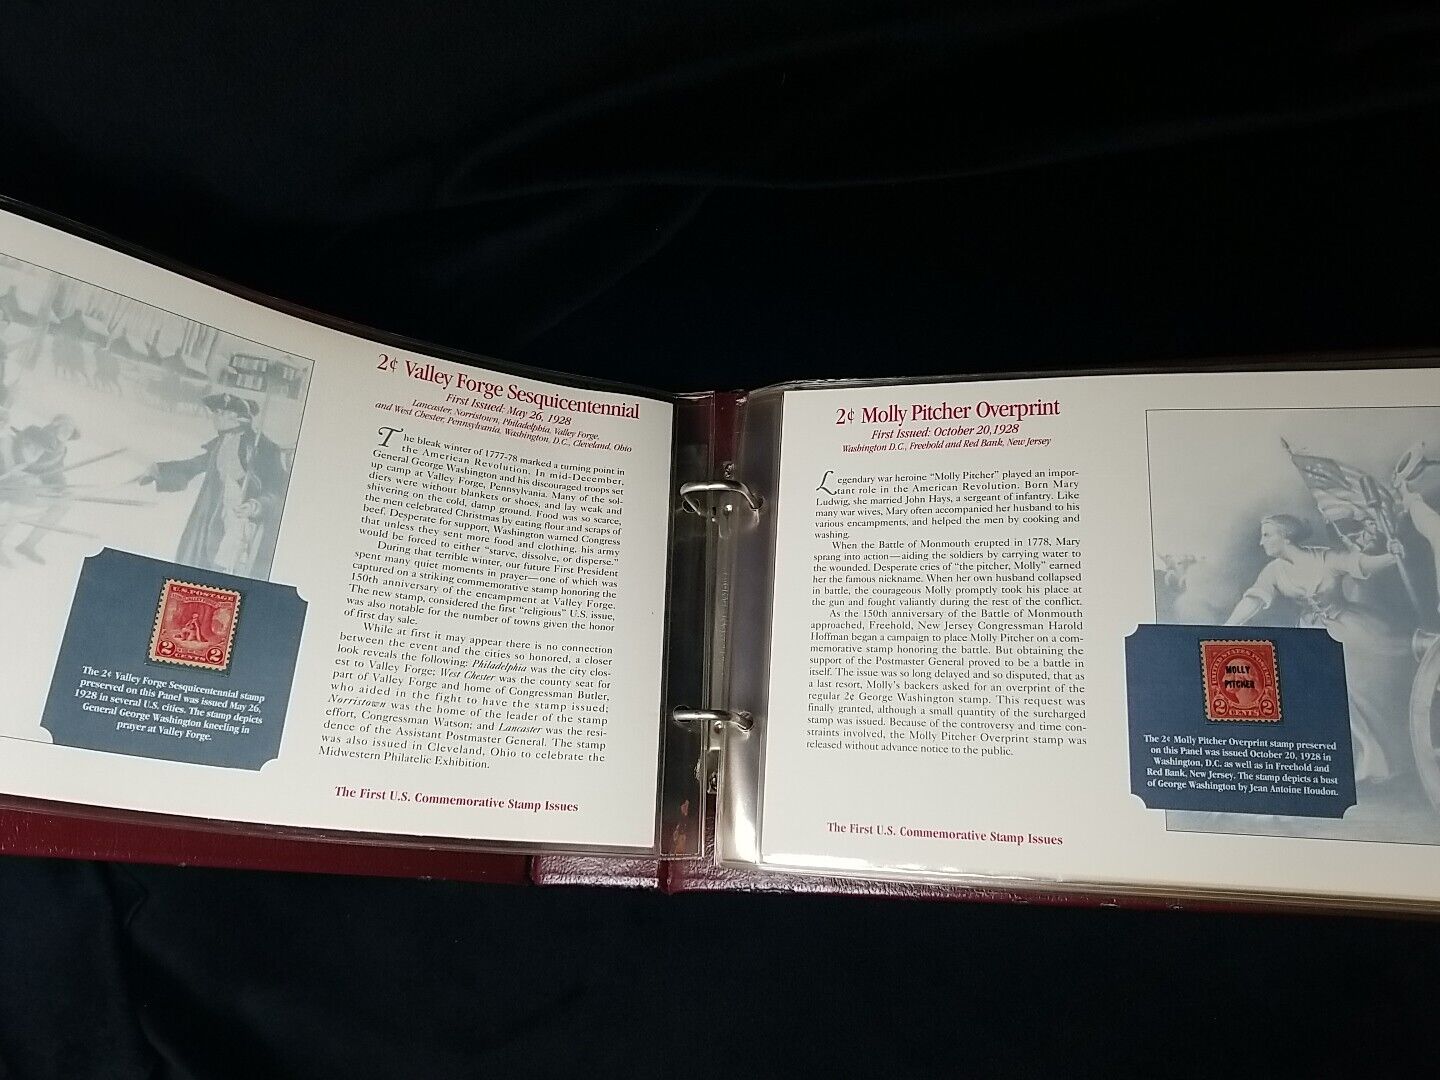 2¢ Valley Forge Sesquicentennial
First Issued: May 26, 1928
Lancaster, Norristown, Philadelphia, Valley Forge,
and West Chester, Pennsylvania, Washington, D.C., Cleveland, Ohio
The bleak winter of 1777-78 marked a turning point in
the American Revolution. In mid-December,
General George Washington and his discouraged troops set
up camp at Valley Forge, Pennsylvania. Many of the sol-
diers were without blankets or shoes, and lay weak and
shivering on the cold, damp ground. Food was so scarce,
the men celebrated Christmas by eating flour and scraps of
beef. Desperate for support, Washington warned Congress
that unless they sent more food and clothing, his army
would be forced to either "starve, dissolve, or disperse."
During that terrible winter, our future First President
spent many quiet moments in prayer—one of which was
captured on a striking commemorative stamp honoring the
150th anniversary of the encampment at Valley Forge.
The new stamp, considered the first "religious" U.S. issue,
was also notable for the number of towns given the honor
of first day sale.
While at first it may appear there is no connection
between the event and the cities so honored, a closer
look reveals the following: Philadelphia was the city clos-
est to Valley Forge; West Chester was the county seat for
part of Valley Forge and home of Congressman Butler,
who aided in the fight to have the stamp issued;
Norristown was the home of the leader of the stamp
effort, Congressman Watson; and Lancaster was the resi-
dence of the Assistant Postmaster General. The stamp
was also issued in Cleveland, Ohio to celebrate the
Midwestern Philatelic Exhibition.
U.S. POSTAGE
VALLEY FORGE
2 CENTS 2
The 2¢ Valley Forge Sesquicentennial stamp
preserved on this Panel was issued May 26,
1928 in several U.S. cities. The stamp depicts
General George Washington kneeling in
prayer at Valley Forge.
The First U.S. Commemorative Stamp Issues
2¢ Molly Pitcher Overprint
First Issued: October 20, 1928
Washington D.C., Freehold and Red Bank, New Jersey
Legendary war heroine "Molly Pitcher" played an impor-
tant role in the American Revolution. Born Mary
Ludwig, she married John Hays, a sergeant of infantry. Like
many war wives, Mary often accompanied her husband to his
various encampments, and helped the men by cooking and
washing.
When the Battle of Monmouth erupted in 1778, Mary
sprang into action—aiding the soldiers by carrying water to
the wounded. Desperate cries of "the pitcher, Molly" earned
her the famous nickname. When her own husband collapsed
in battle, the courageous Molly promptly took his place at
the gun and fought valiantly during the rest of the conflict.
As the 150th anniversary of the Battle of Monmouth
approached, Freehold, New Jersey Congressman Harold
Hoffman began a campaign to place Molly Pitcher on a com-
memorative stamp honoring the battle. But obtaining the
support of the Postmaster General proved to be a battle in
itself. The issue was so long delayed and so disputed, that as
a last resort, Molly's backers asked for an overprint of the
regular 2¢ George Washington stamp. This request was
finally granted, although a small quantity of the surcharged
stamp was issued. Because of the controversy and time con-
straints involved, the Molly Pitcher Overprint stamp was
released without advance notice to the public.
UNITED STATES POSTAGE
MOLLY
PITCHER
2 CENTS 2
The 2¢ Molly Pitcher Overprint stamp preserved
on this Panel was issued October 20, 1928 in
Washington, D.C. as well as in Freehold and
Red Bank, New Jersey. The stamp depicts a bust
of George Washington by Jean Antoine Houdon.
The First U.S. Commemorative Stamp Issues